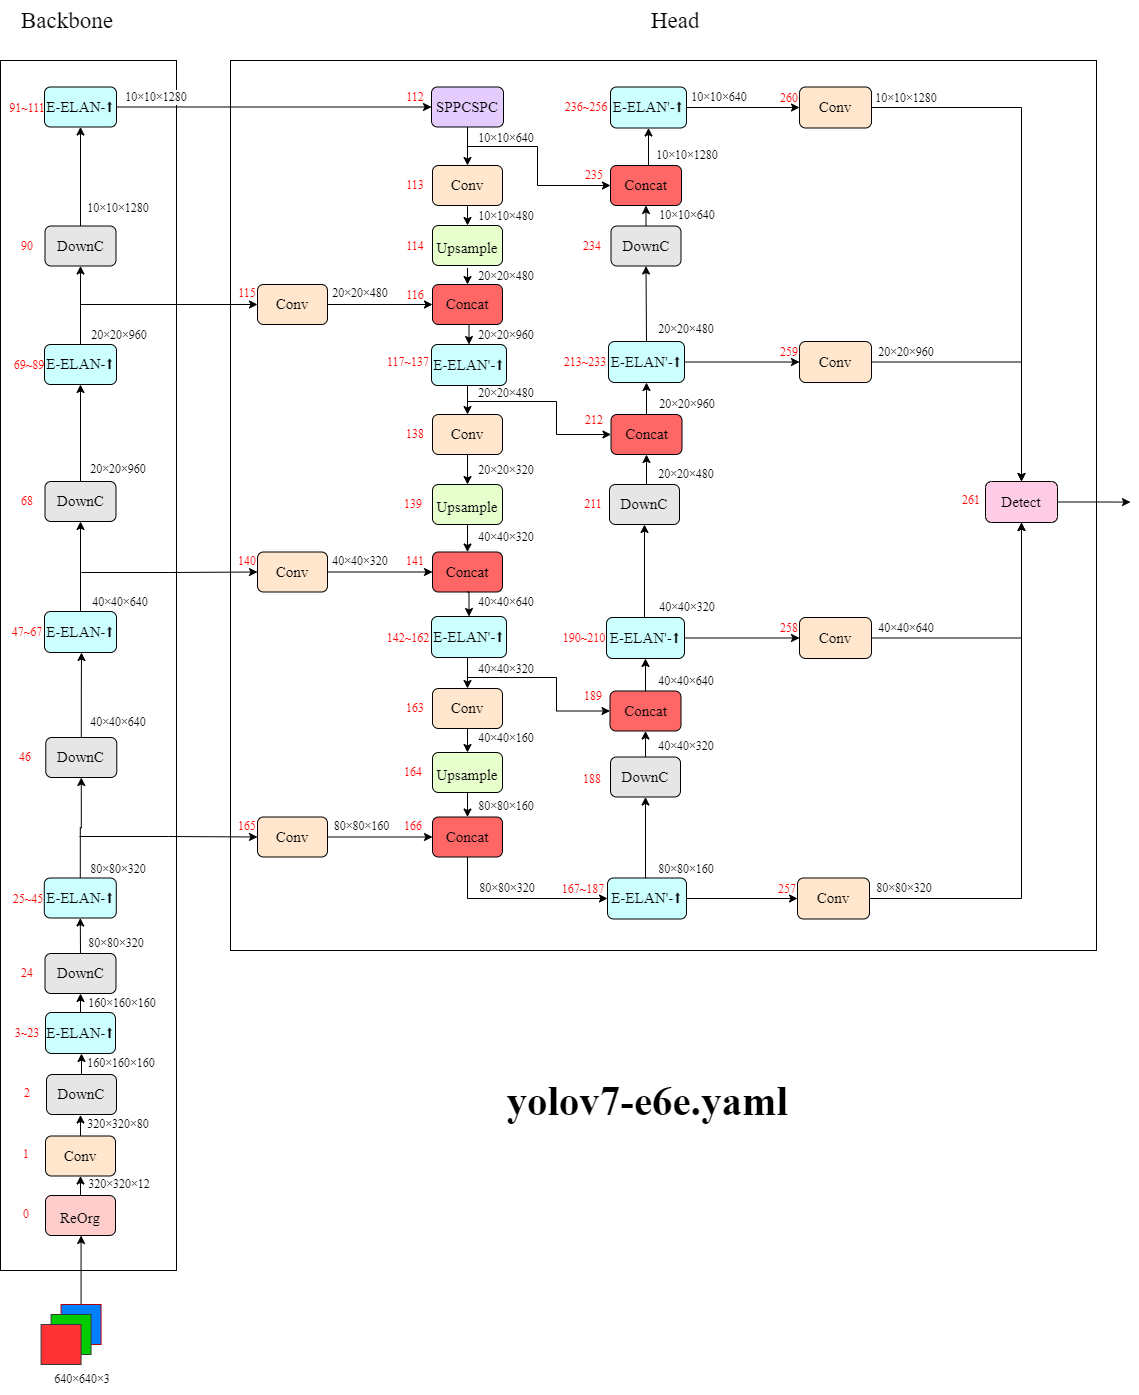 Backbone
Head
91~111
E-ELAN-⬆
10×10×1280
10×10×1280
90
DownC
20×20×960
69~89
E-ELAN-⬆
20×20×960
68
DownC
40×40×640
47~67
E-ELAN-⬆
40×40×640
46
DownC
80×80×320
25~45
E-ELAN-⬆
80×80×320
24
DownC
160×160×160
3~23
E-ELAN-⬆
160×160×160
2
DownC
320×320×80
1
Conv
320×320×12
0
ReOrg
640×640×3
112
SPPCSPC
10×10×640
113
Conv
10×10×480
114
Upsample
20×20×480
115
Conv
20×20×480
116
Concat
20×20×960
117~137
E-ELAN'-⬆
20×20×480
138
Conv
20×20×320
139
Upsample
40×40×320
140
Conv
40×40×320
141
Concat
40×40×640
142~162
E-ELAN'-⬆
40×40×320
163
Conv
40×40×160
164
Upsample
80×80×160
165
Conv
80×80×160
166
Concat
80×80×320
236~256
E-ELAN'-⬆
10×10×640
260
Conv
10×10×1280
10×10×1280
235
Concat
10×10×640
234
DownC
20×20×480
213~233
E-ELAN'-⬆
259
Conv
20×20×960
20×20×960
212
Concat
20×20×480
211
DownC
40×40×320
190~210
E-ELAN'-⬆
258
Conv
40×40×640
40×40×640
189
Concat
40×40×320
188
DownC
80×80×160
167~187
E-ELAN'-⬆
257
Conv
80×80×320
261
Detect
yolov7-e6e.yaml